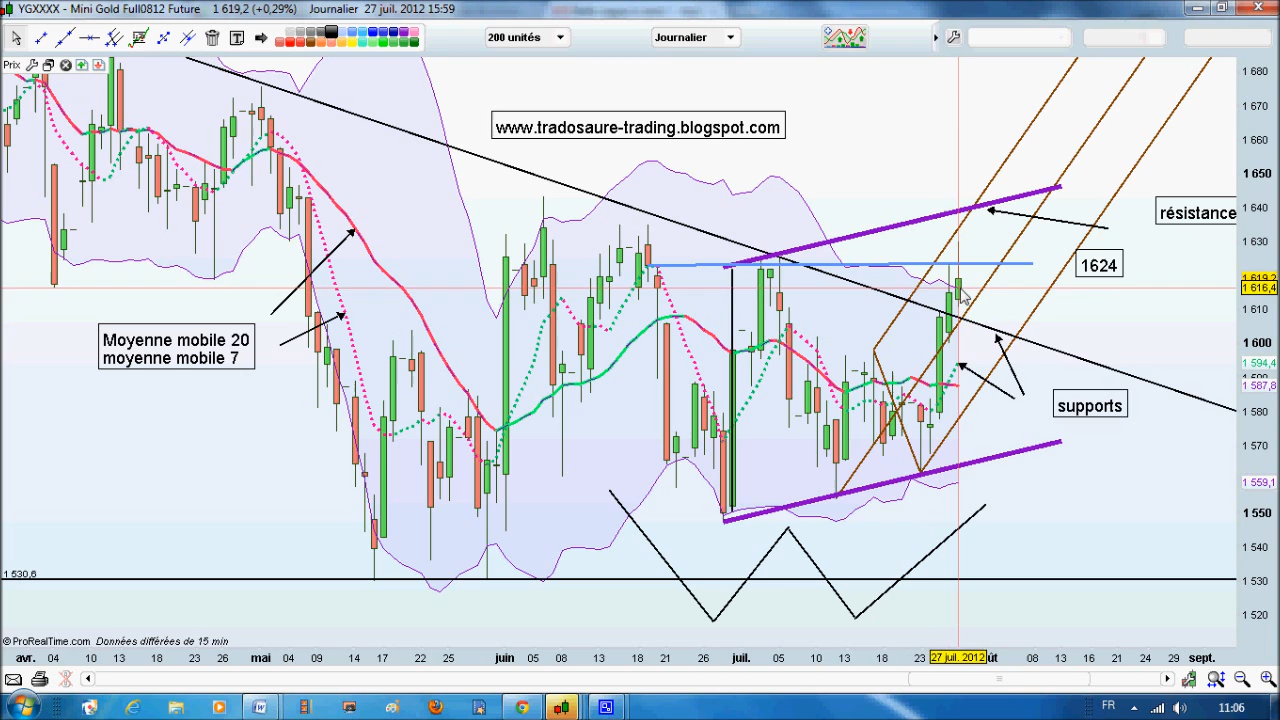 YGXXXX - Mini Gold Full0812 Future    1 619,2 (+0,29%)    Journalier    27 juil. 2012 15:59
200 unités
Journalier
Prix
1 680
1 670
1 660
1 650
1 640
1 630
1 619,2
1 616,4
1 610
1 600
1 594,4
1 590
1 587,8
1 580
1 570
1 559,1
1 550
1 540
1 530
1 520
www.tradosaure-trading.blogspot.com
résistance
1624
Moyenne mobile 20
moyenne mobile 7
supports
1 530,6
© ProRealTime.com  Données différées de 15 min
avr. 04 10 13 18 23 26 mai 04 09 14 17 22 25 juin 05 08 13 18 21 26 juil. 05 10 13 18 23 27 juil. 2012 ût 08 13 16 21 24 29 sept.
FR
11:06